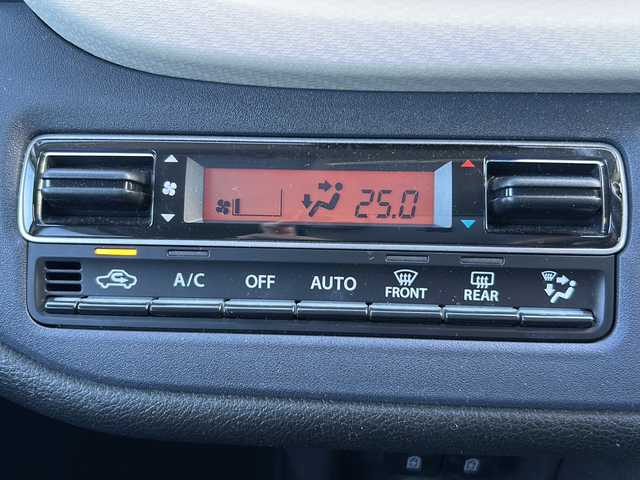 25.0
A/C OFF AUTO FRONT REAR